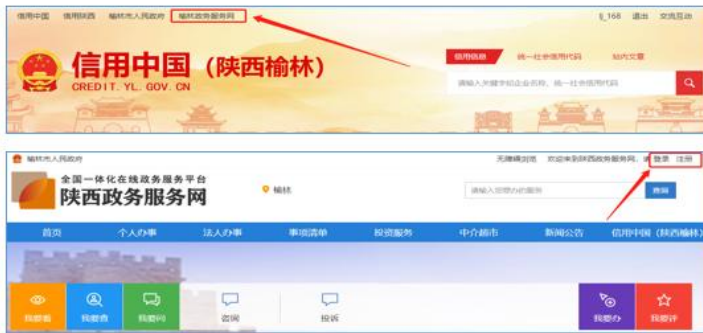 信用中国 信用陕西 榆林市人民政府 榆林政务服务网 lj_168 退出 交流互动
信用信息 统一社会信用代码 站内文章
信用中国(陕西榆林)
CREDIT. YL. GOV. CN
请输入关键字如企业名称、统一社会信用代码
榆林市人民政府 无障碍浏览 欢迎来到陕西政务服务网, 请 登录 注册
全国一体化在线政务服务平台
陕西政务服务网
榆林
请输入您想办的服务 查询
首页 个人办事 法人办事 事项清单 投资服务 中介超市 新闻公告 信用中国(陕西榆林)
我要看 我要查 我要问 咨询 投诉 我要办 我要评